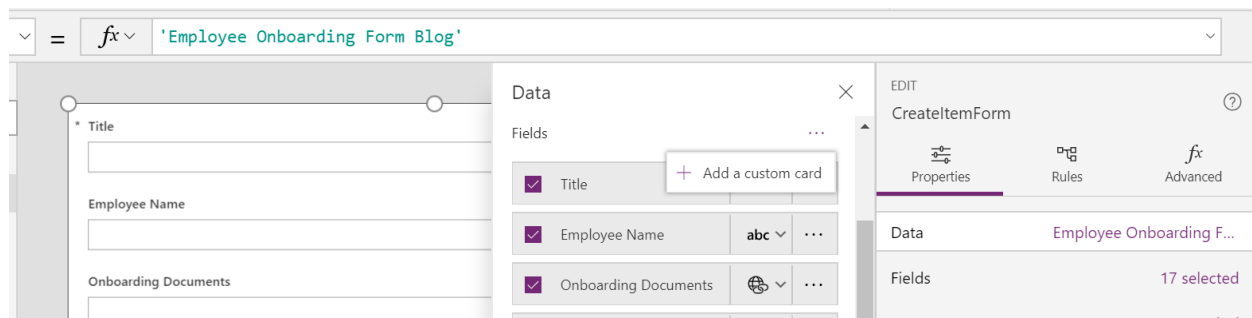 = fx 'Employee Onboarding Form Blog'
* Title
Employee Name
Onboarding Documents
Data
Fields
...
+ Add a custom card
Title
Employee Name abc ...
Onboarding Documents ...
EDIT
CreateItemForm
?
Properties
Rules
fx
Advanced
Data Employee Onboarding F...
Fields 17 selected